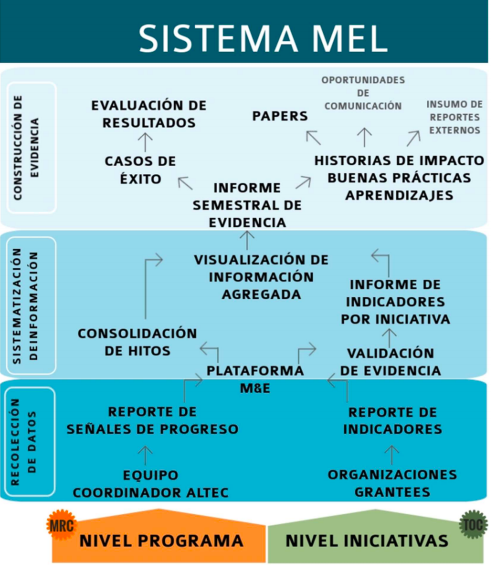 SISTEMA MEL
CONSTRUCCIÓN DE
EVIDENCIA
OPORTUNIDADES
DE
COMUNICACIÓN
INSUMO DE
REPORTES
EXTERNOS
EVALUACIÓN DE
RESULTADOS
PAPERS
CASOS DE
ÉXITO
HISTORIAS DE IMPACTO
BUENAS PRÁCTICAS
APRENDIZAJES
INFORME
SEMESTRAL DE
EVIDENCIA
SISTEMATIZACIÓN
DEINFORMACIÓN
VISUALIZACIÓN DE
INFORMACIÓN
AGREGADA
INFORME DE
INDICADORES
POR INICIATIVA
CONSOLIDACIÓN
DE HITOS
VALIDACIÓN
DE EVIDENCIA
PLATAFORMA
M&E
RECOLECCIÓN
DE DATOS
REPORTE DE
SEÑALES DE PROGRESO
REPORTE DE
INDICADORES
EQUIPO
COORDINADOR ALTEC
ORGANIZACIONES
GRANTEES
MRC
NIVEL PROGRAMA
NIVEL INICIATIVAS
TOC